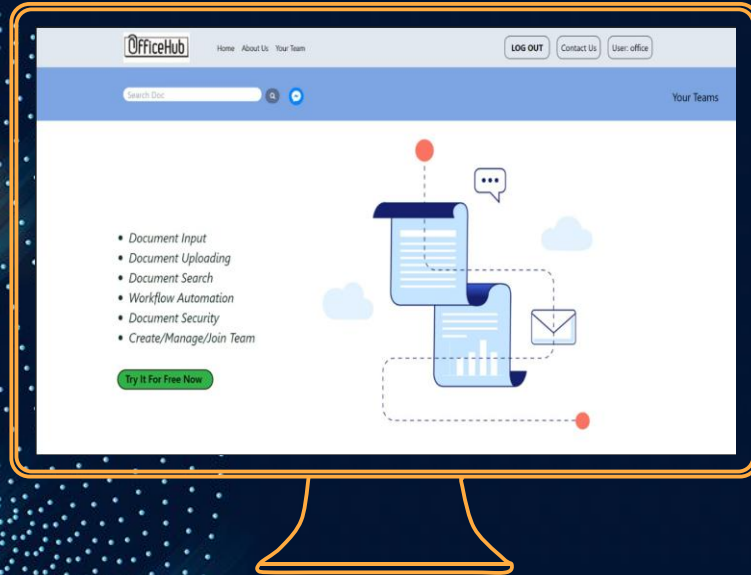 OfficeHub Home About Us Your Team LOG OUT Contact Us User: office
Search Doc
Your Teams
• Document Input
• Document Uploading
• Document Search
• Workflow Automation
• Document Security
• Create/Manage/Join Team
Try It For Free Now